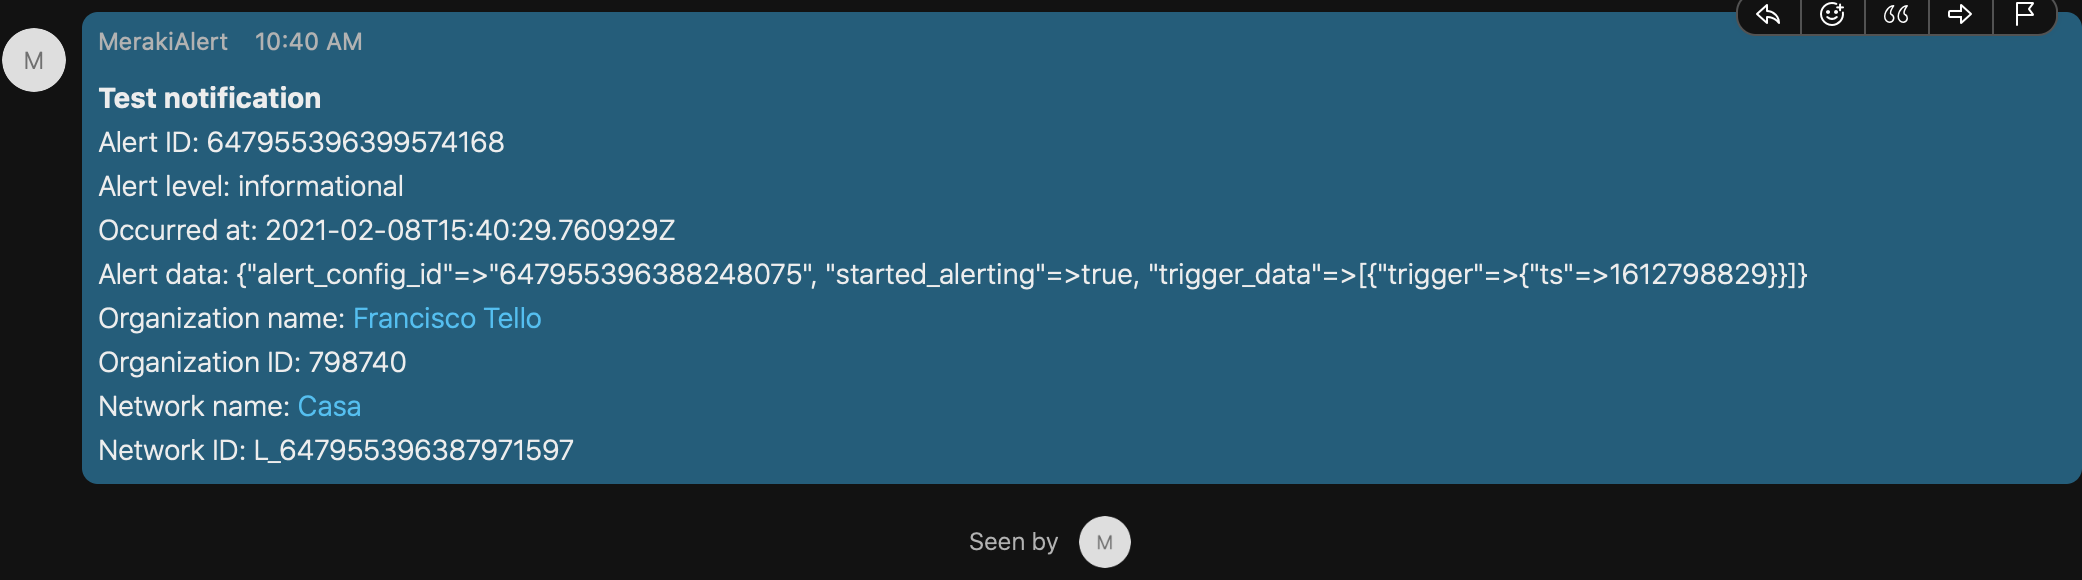 MerakiAlert 10:40 AM
M
Test notification
Alert ID: 647955396399574168
Alert level: informational
Occurred at: 2021-02-08T15:40:29.760929Z
Alert data: {"alert_config_id"=>"647955396388248075", "started_alerting"=>true, "trigger_data"=>[{"trigger"=>{"ts"=>1612798829}}]}
Organization name: Francisco Tello
Organization ID: 798740
Network name: Casa
Network ID: L_647955396387971597
Seen by M